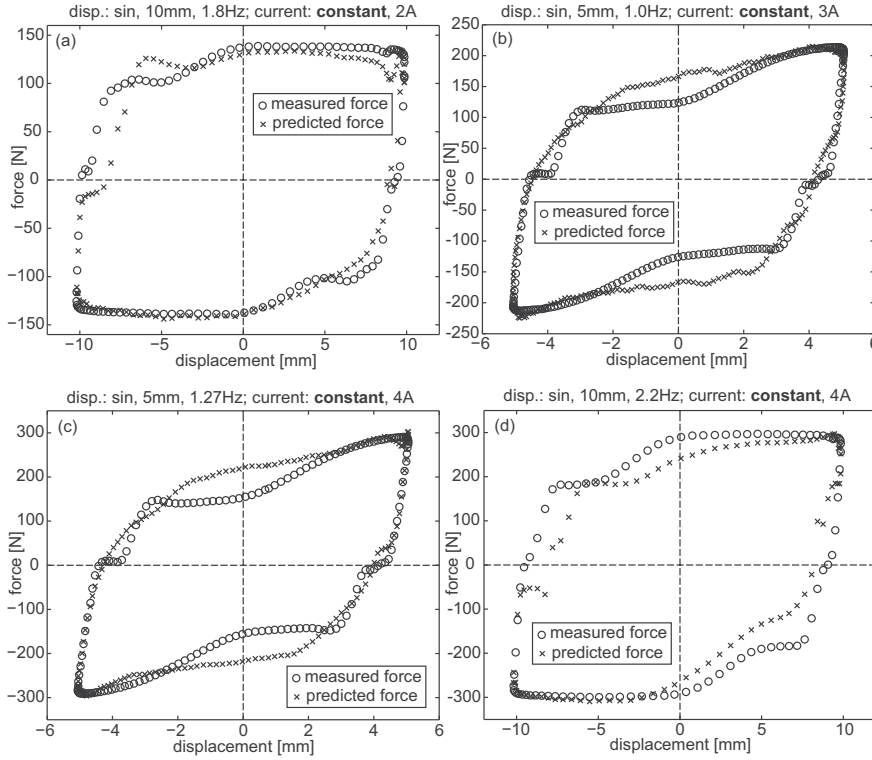 disp.: sin, 10mm, 1.8Hz; current: constant, 2A
(a)
150
100
50
0
−50
−100
−150
force [N]
measured force
predicted force
−10
−5
0
5
10
displacement [mm]
disp.: sin, 5mm, 1.0Hz; current: constant, 3A
(b)
250
200
150
100
50
0
−50
−100
−150
−200
−250
force [N]
measured force
predicted force
−6
−4
−2
0
2
4
6
displacement [mm]
disp.: sin, 5mm, 1.27Hz; current: constant, 4A
(c)
300
200
100
0
−100
−200
−300
force [N]
measured force
predicted force
−6
−4
−2
0
2
4
6
displacement [mm]
disp.: sin, 10mm, 2.2Hz; current: constant, 4A
(d)
300
200
100
0
−100
−200
−300
force [N]
measured force
predicted force
−10
−5
0
5
10
displacement [mm]